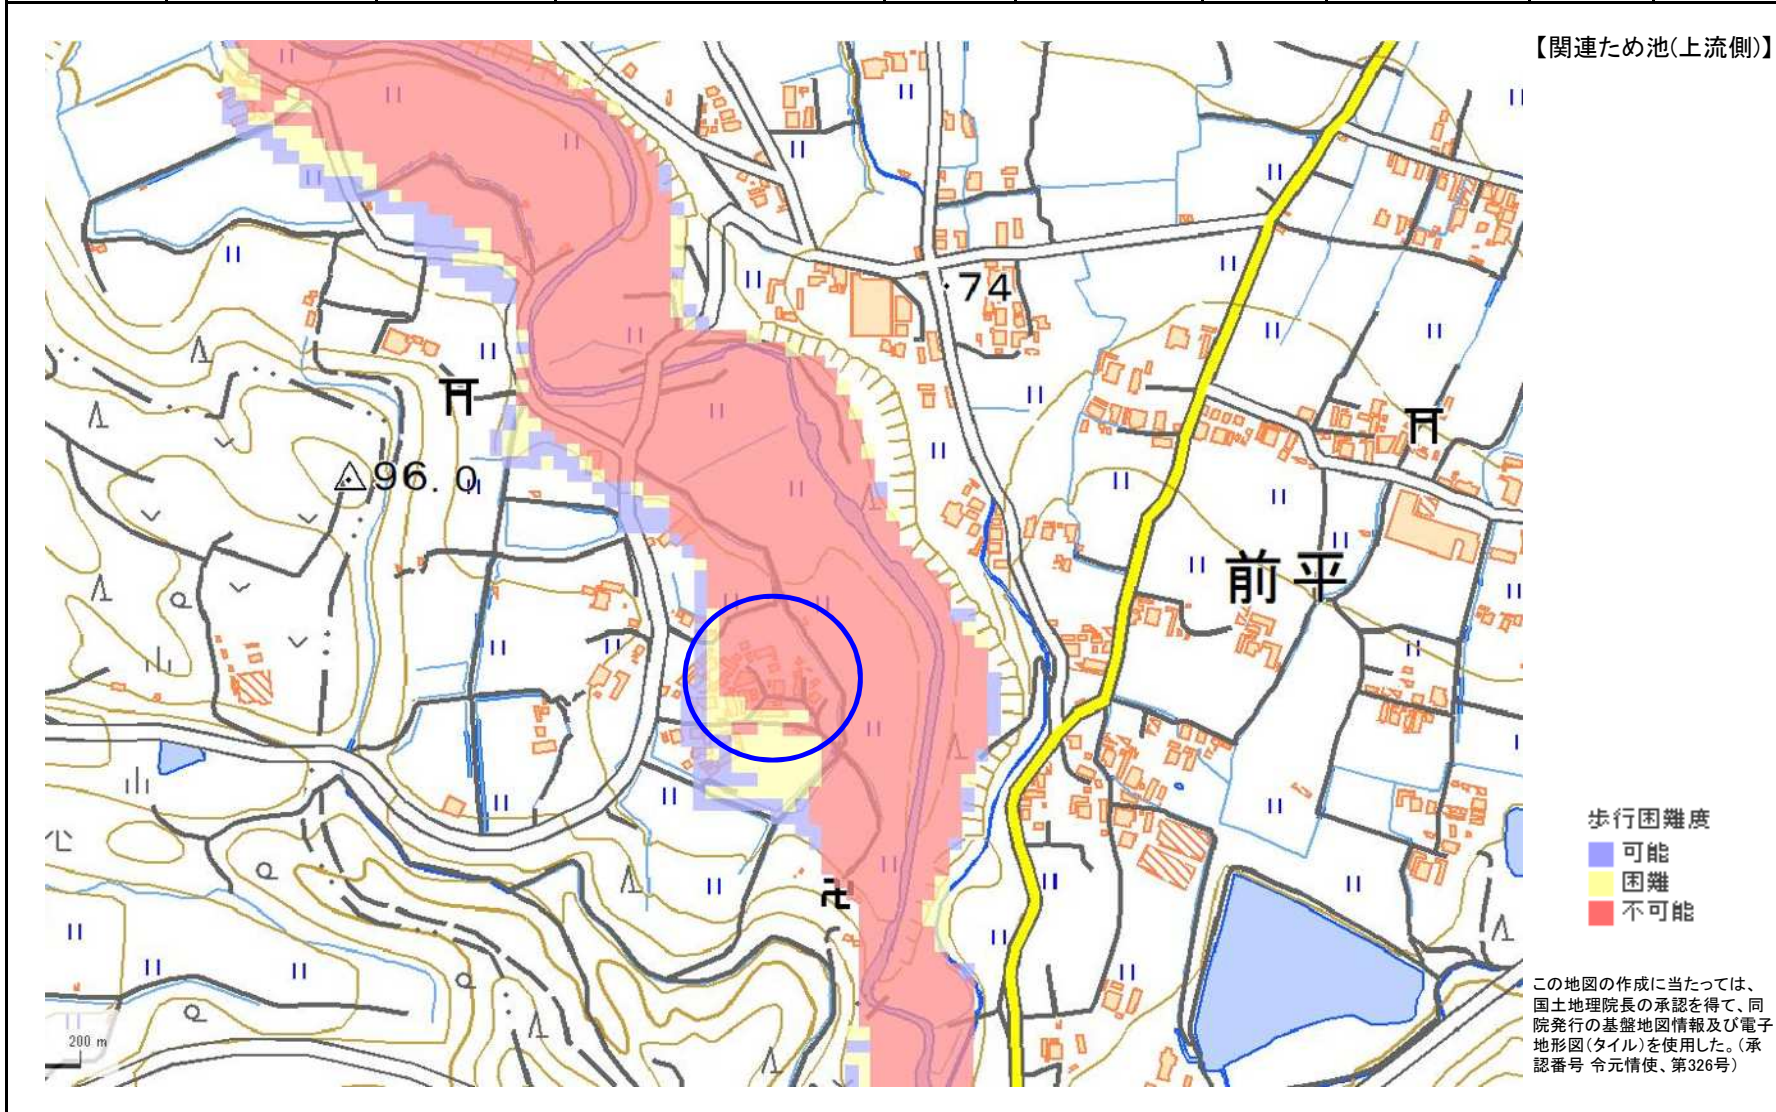 【関連ため池(上流側)】
74
96.0
前平
歩行困難度
可能
困難
不可能
この地図の作成に当たっては、
国土地理院長の承認を得て、同
院発行の基盤地図情報及び電子
地形図(タイル)を使用した。(承
認番号 令元情使、第326号)
200 m